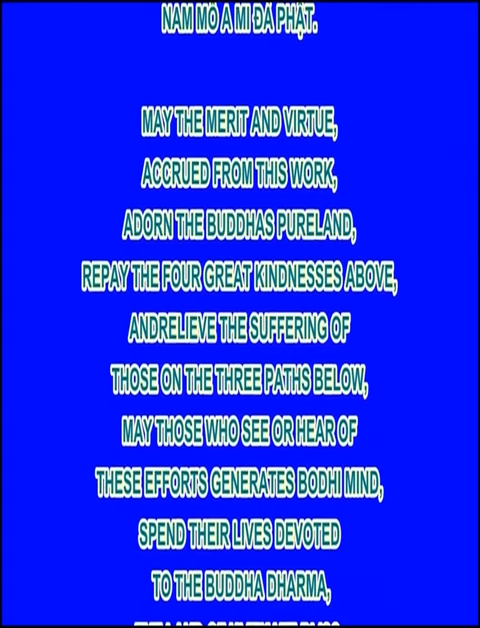 NAM MÔ A MI ĐÀ PHẬT.
MAY THE MERIT AND VIRTUE,
ACCRUED FROM THIS WORK,
ADORN THE BUDDHAS PURELAND,
REPAY THE FOUR GREAT KINDNESSES ABOVE,
ANDRELIEVE THE SUFFERING OF
THOSE ON THE THREE PATHS BELOW,
MAY THOSE WHO SEE OR HEAR OF
THESE EFFORTS GENERATES BODHI MIND,
SPEND THEIR LIVES DEVOTED
TO THE BUDDHA DHARMA,